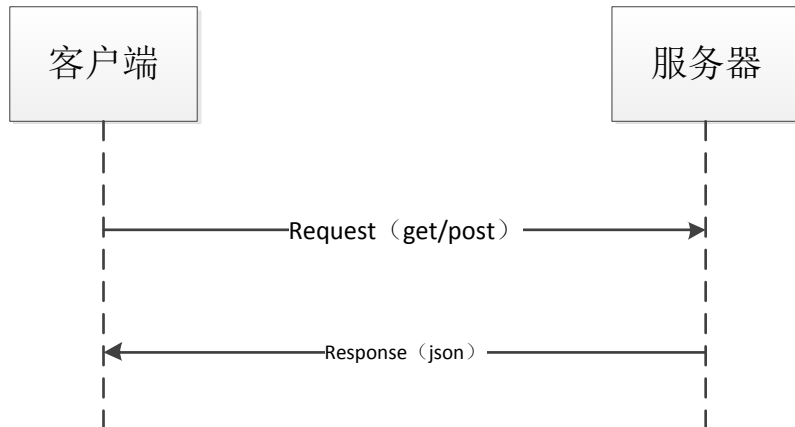 客户端
服务器
Request（get/post）
Response（json）